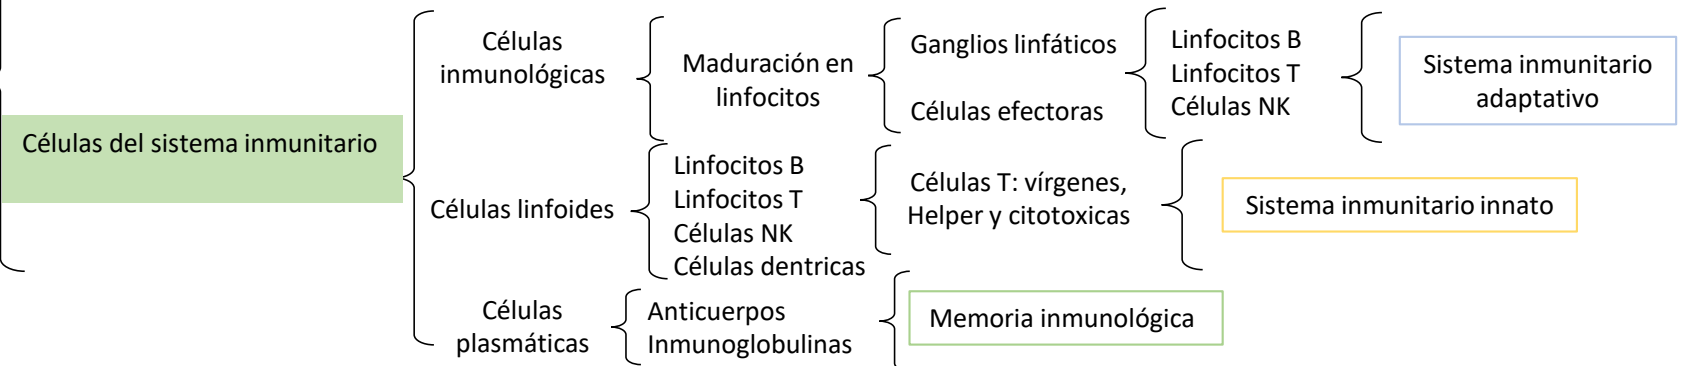 Células del sistema inmunitario
Células
inmunológicas
Maduración en
linfocitos
Ganglios linfáticos
Células efectoras
Linfocitos B
Linfocitos T
Células NK
Sistema inmunitario
adaptativo
Células linfoides
Linfocitos B
Linfocitos T
Células NK
Células dentricas
Células T: vírgenes,
Helper y citotoxicas
Sistema inmunitario innato
Células
plasmáticas
Anticuerpos
Inmunoglobulinas
Memoria inmunológica